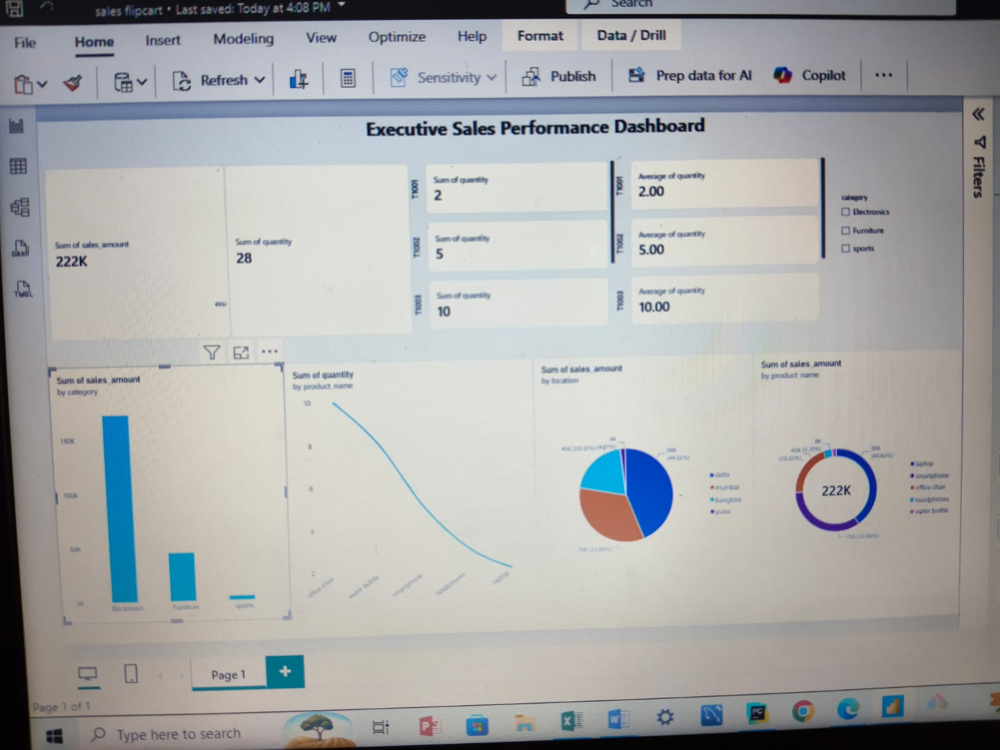 sales flipcart • Last saved: Today at 4:08 PM
Search
File Home Insert Modeling View Optimize Help Format Data / Drill
Refresh Sensitivity Publish Prep data for AI Copilot ...
Executive Sales Performance Dashboard
Filters
DAX
TMDL
Sum of sales_amount
222K
Sum of quantity
28
T1001
Sum of quantity
2
T1002
Sum of quantity
5
T1003
Sum of quantity
10
T1001
Average of quantity
2.00
T1002
Average of quantity
5.00
T1003
Average of quantity
10.00
category
Electronics
Furniture
sports
Sum of sales_amount
by category
150K
100K
50K
0K
Electronics Furniture sports
Sum of quantity
by product_name
10
8
6
4
2
office chair water bottle smartphone headphones laptop
Sum of sales_amount
by location
delhi
mumbai
banglore
pune
Sum of sales_amount
by product name
222K
laptop
smartphone
office chair
headphones
water bottle
Page 1
+
Page 1 of 1
Type here to search